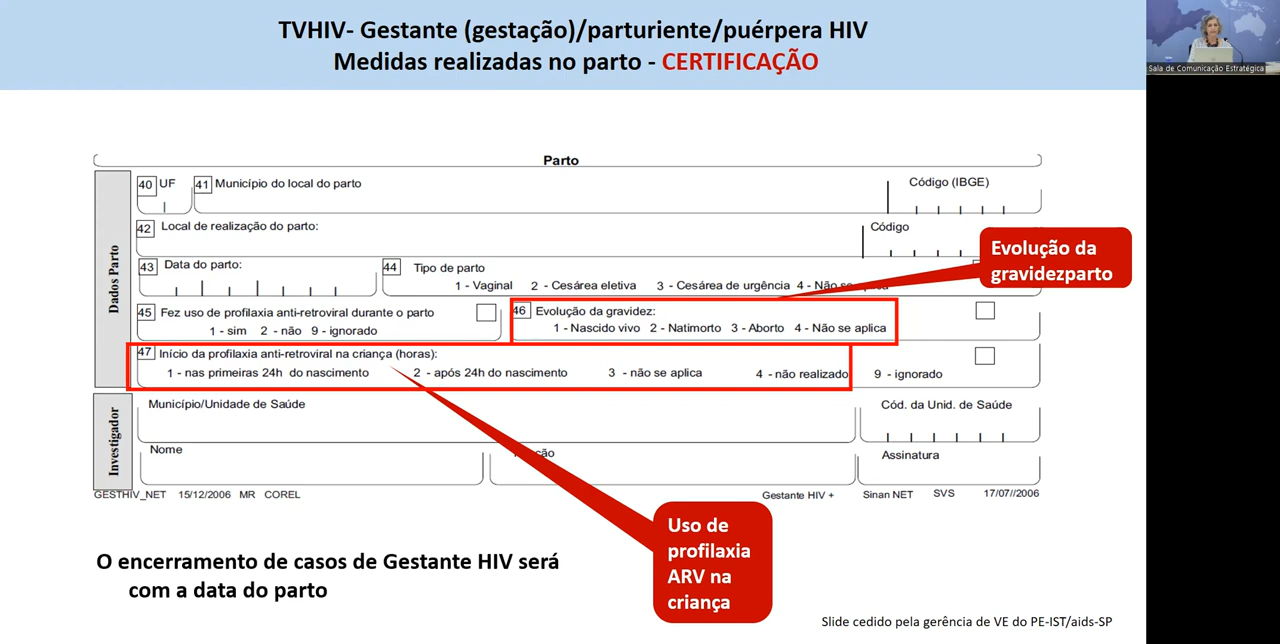 TVHIV- Gestante (gestação)/parturiente/puérpera HIV
Medidas realizadas no parto - CERTIFICAÇÃO
Sala de Comunicação Estratégica
Parto
Dados Parto
40 UF
41 Município do local do parto
Código (IBGE)
42 Local de realização do parto:
Código
43 Data do parto:
44 Tipo de parto
1 - Vaginal 2 - Cesárea eletiva 3 - Cesárea de urgência 4 - Não se
Evolução da
gravidezparto
45 Fez uso de profilaxia anti-retroviral durante o parto
1 - sim 2 - não 9 - ignorado
46 Evolução da gravidez:
1 - Nascido vivo 2 - Natimorto 3 - Aborto 4 - Não se aplica
47 Início da profilaxia anti-retroviral na criança (horas):
1 - nas primeiras 24h do nascimento 2 - após 24h do nascimento 3 - não se aplica 4 - não realizado 9 - ignorado
Investigador
Município/Unidade de Saúde
Cód. da Unid. de Saúde
Nome
Assinatura
GESTHIV_NET 15/12/2006 MR COREL
Gestante HIV + Sinan NET SVS 17/07//2006
Uso de
profilaxia
ARV na
criança
O encerramento de casos de Gestante HIV será
com a data do parto
Slide cedido pela gerência de VE do PE-IST/aids-SP